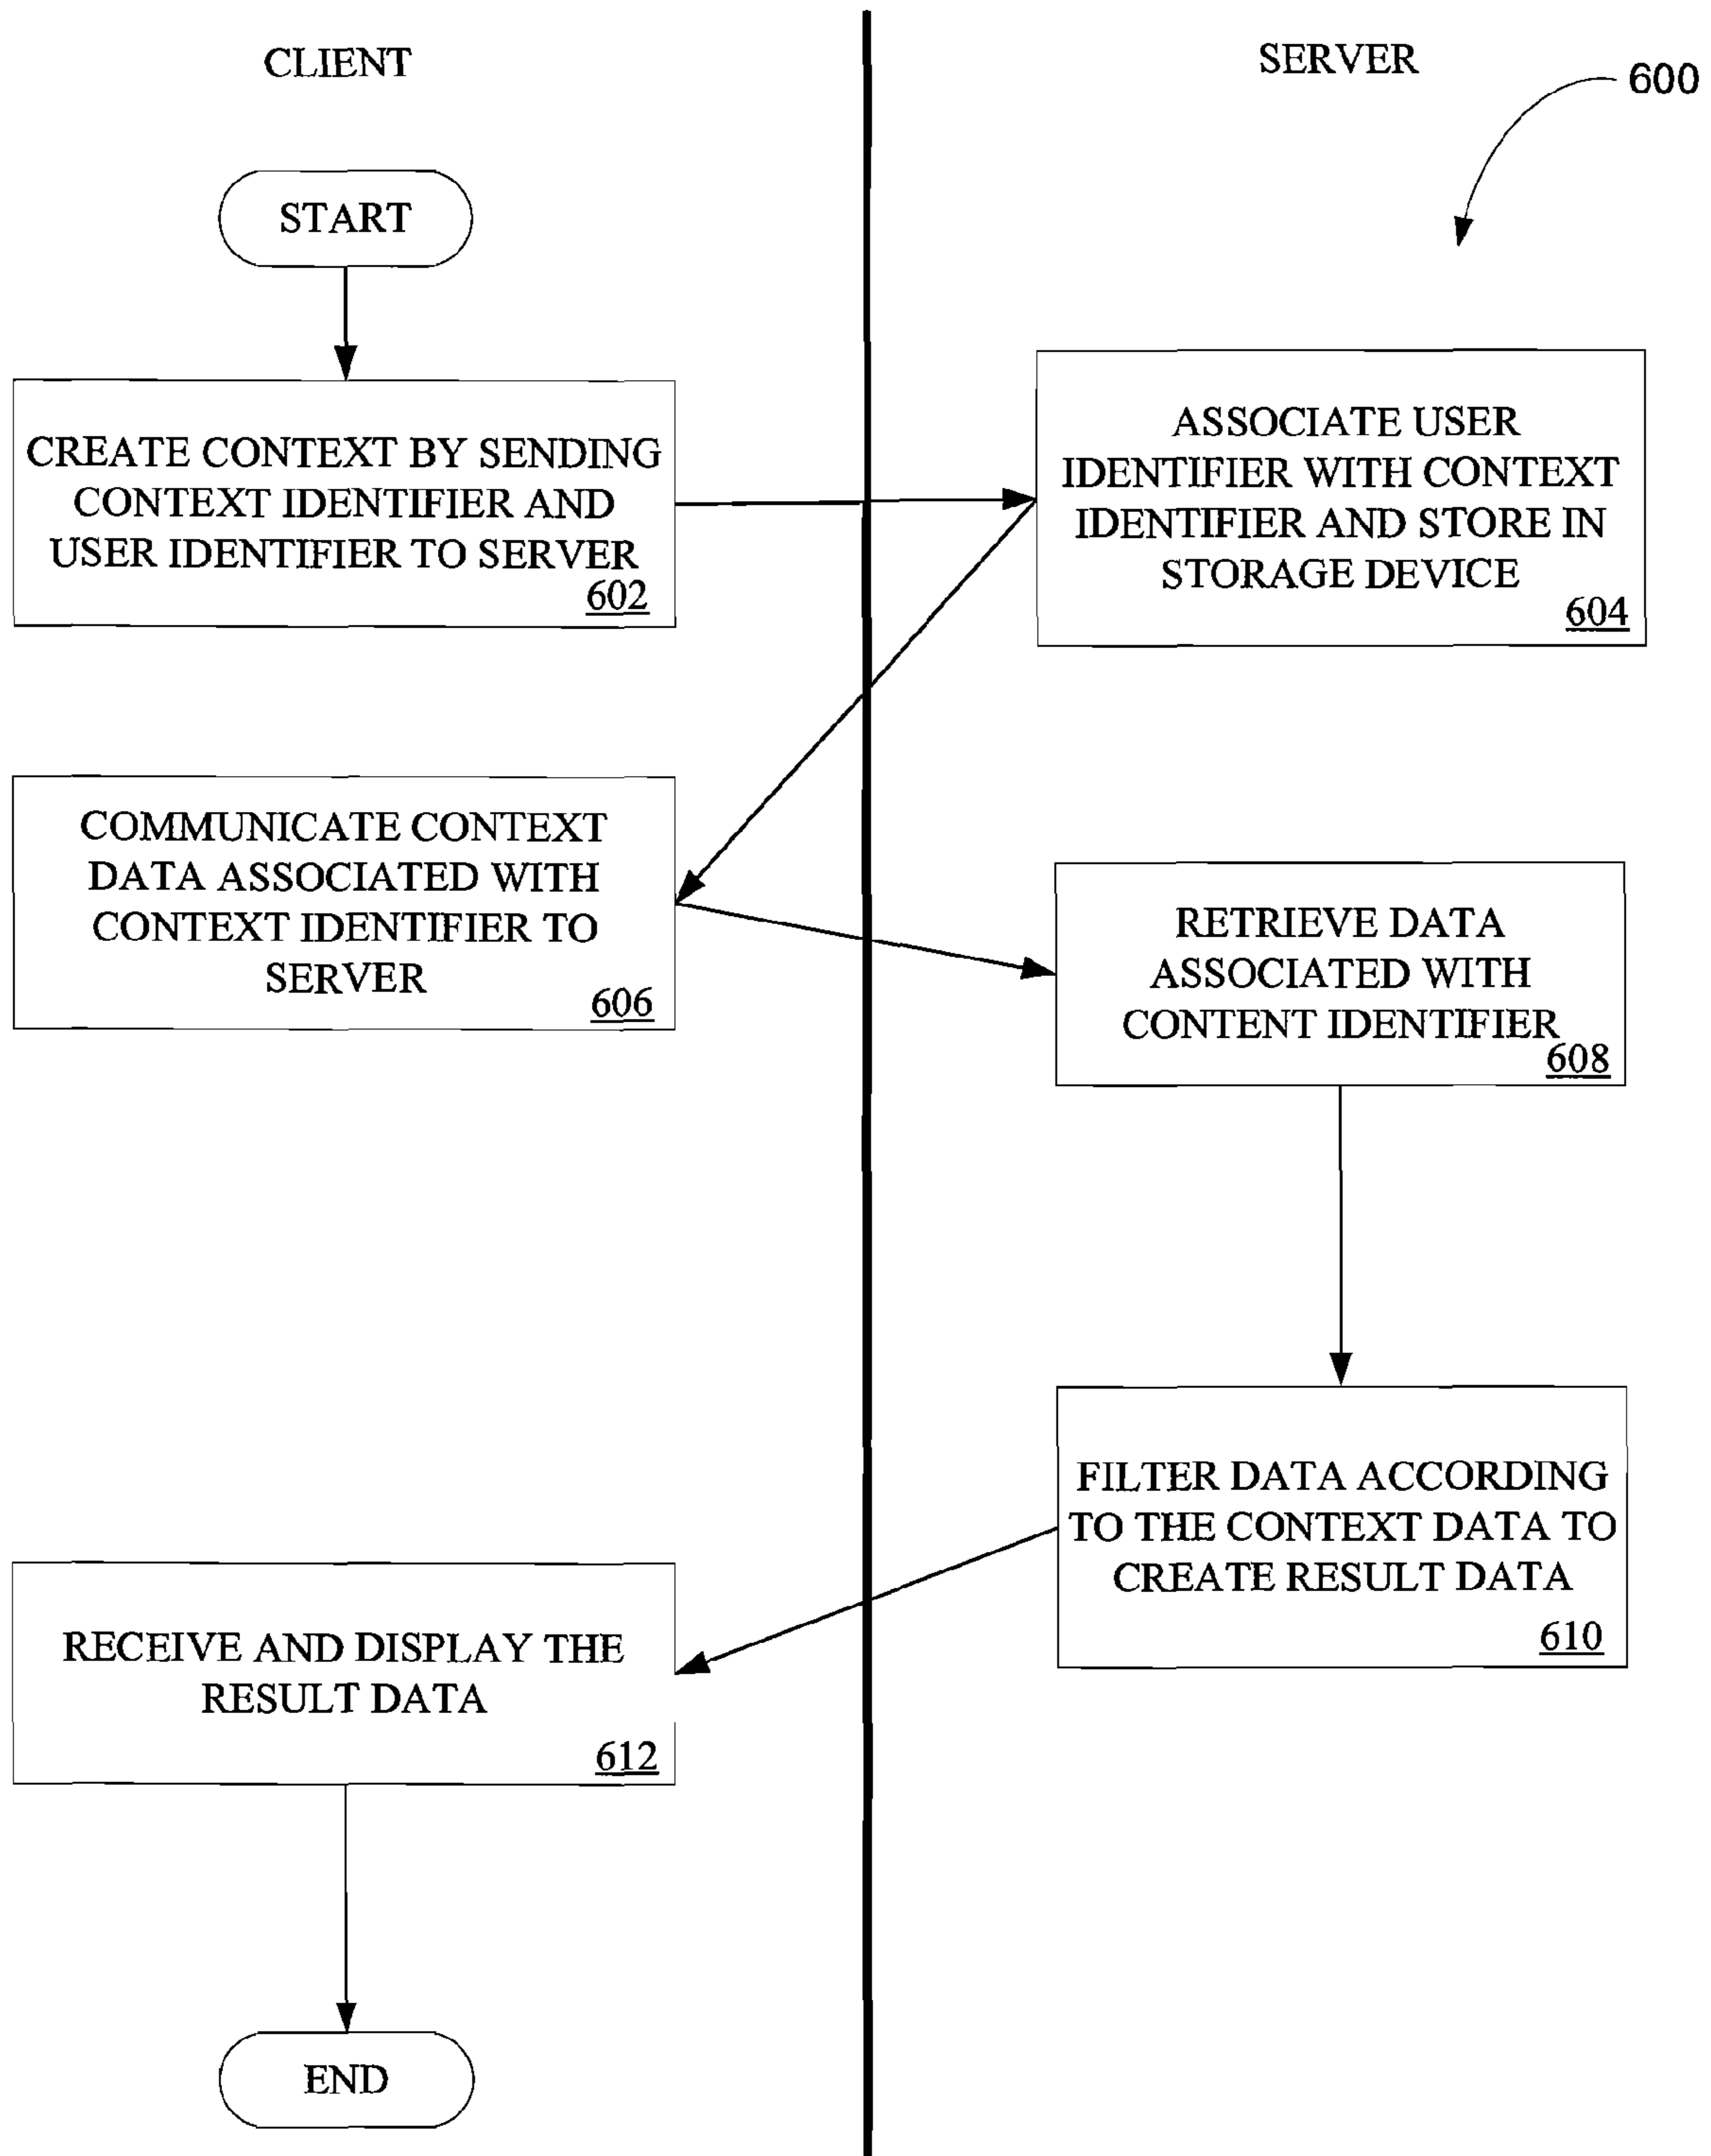 CLIENT
SERVER
600
START
CREATE CONTEXT BY SENDING
CONTEXT IDENTIFIER AND
USER IDENTIFIER TO SERVER
602
ASSOCIATE USER
IDENTIFIER WITH CONTEXT
IDENTIFIER AND STORE IN
STORAGE DEVICE
604
COMMUNICATE CONTEXT
DATA ASSOCIATED WITH
CONTEXT IDENTIFIER TO
SERVER
606
RETRIEVE DATA
ASSOCIATED WITH
CONTENT IDENTIFIER
608
FILTER DATA ACCORDING
TO THE CONTEXT DATA TO
CREATE RESULT DATA
610
RECEIVE AND DISPLAY THE
RESULT DATA
612
END